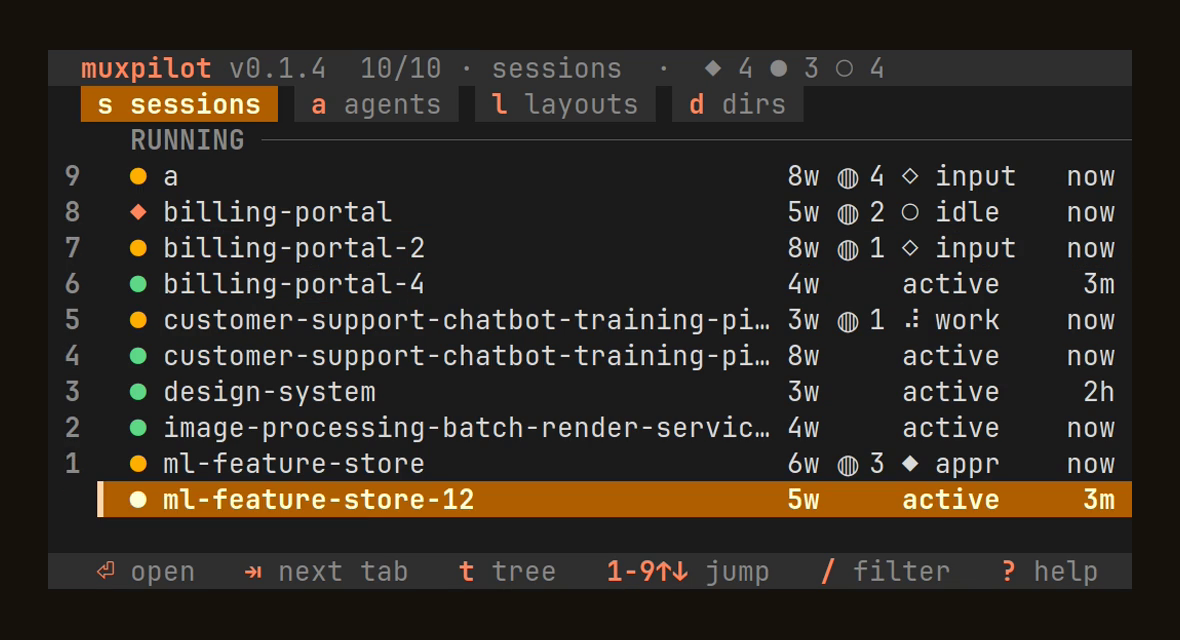 muxpilot v0.1.4 10/10 · sessions · ◆ 4 ● 3 ○ 4
s sessions a agents l layouts d dirs
RUNNING
9 ● a 8w ◍ 4 ◇ input now
8 ◆ billing-portal 5w ◍ 2 ○ idle now
7 ● billing-portal-2 8w ◍ 1 ◇ input now
6 ● billing-portal-4 4w active 3m
5 ● customer-support-chatbot-training-pi… 3w ◍ 1 ⠼ work now
4 ● customer-support-chatbot-training-pi… 8w active now
3 ● design-system 3w active 2h
2 ● image-processing-batch-render-servic… 4w active now
1 ● ml-feature-store 6w ◍ 3 ◆ appr now
● ml-feature-store-12 5w active 3m
⏎ open ⇥ next tab t tree 1-9↑↓ jump / filter ? help